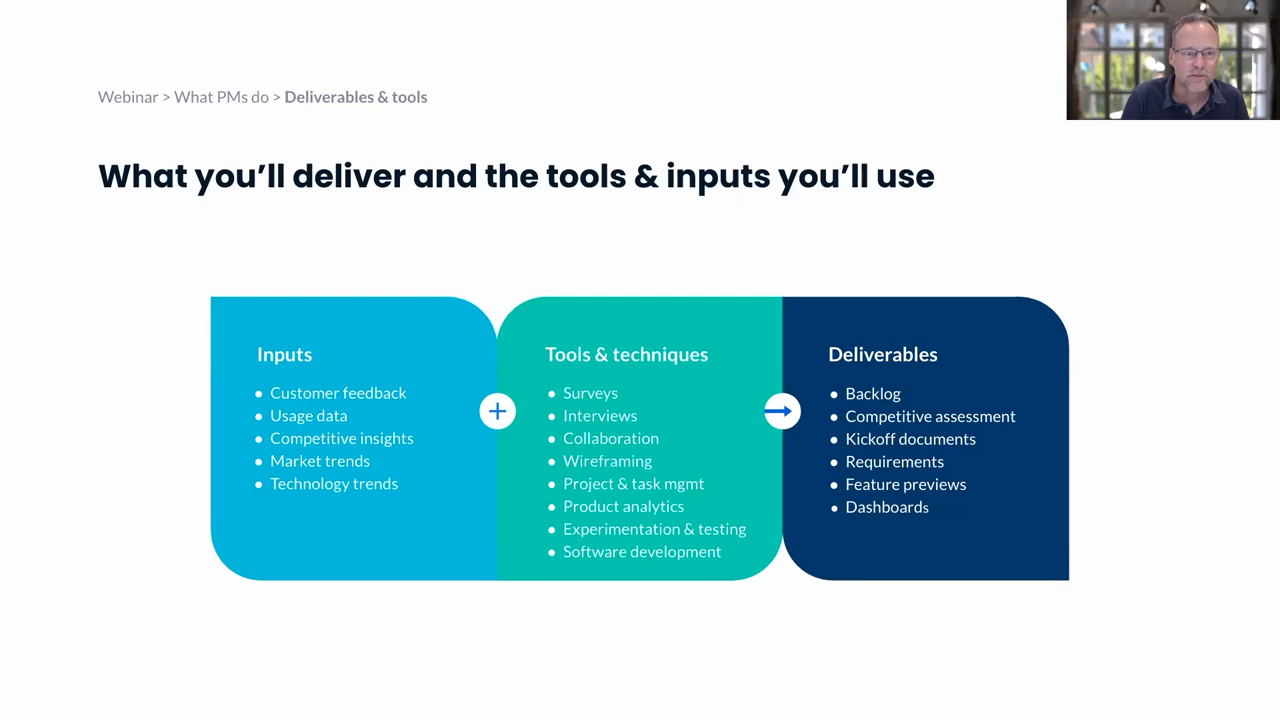 Webinar > What PMs do > Deliverables & tools
What you’ll deliver and the tools & inputs you’ll use
Inputs
Customer feedback
Usage data
Competitive insights
Market trends
Technology trends
Tools & techniques
Surveys
Interviews
Collaboration
Wireframing
Project & task mgmt
Product analytics
Experimentation & testing
Software development
Deliverables
Backlog
Competitive assessment
Kickoff documents
Requirements
Feature previews
Dashboards